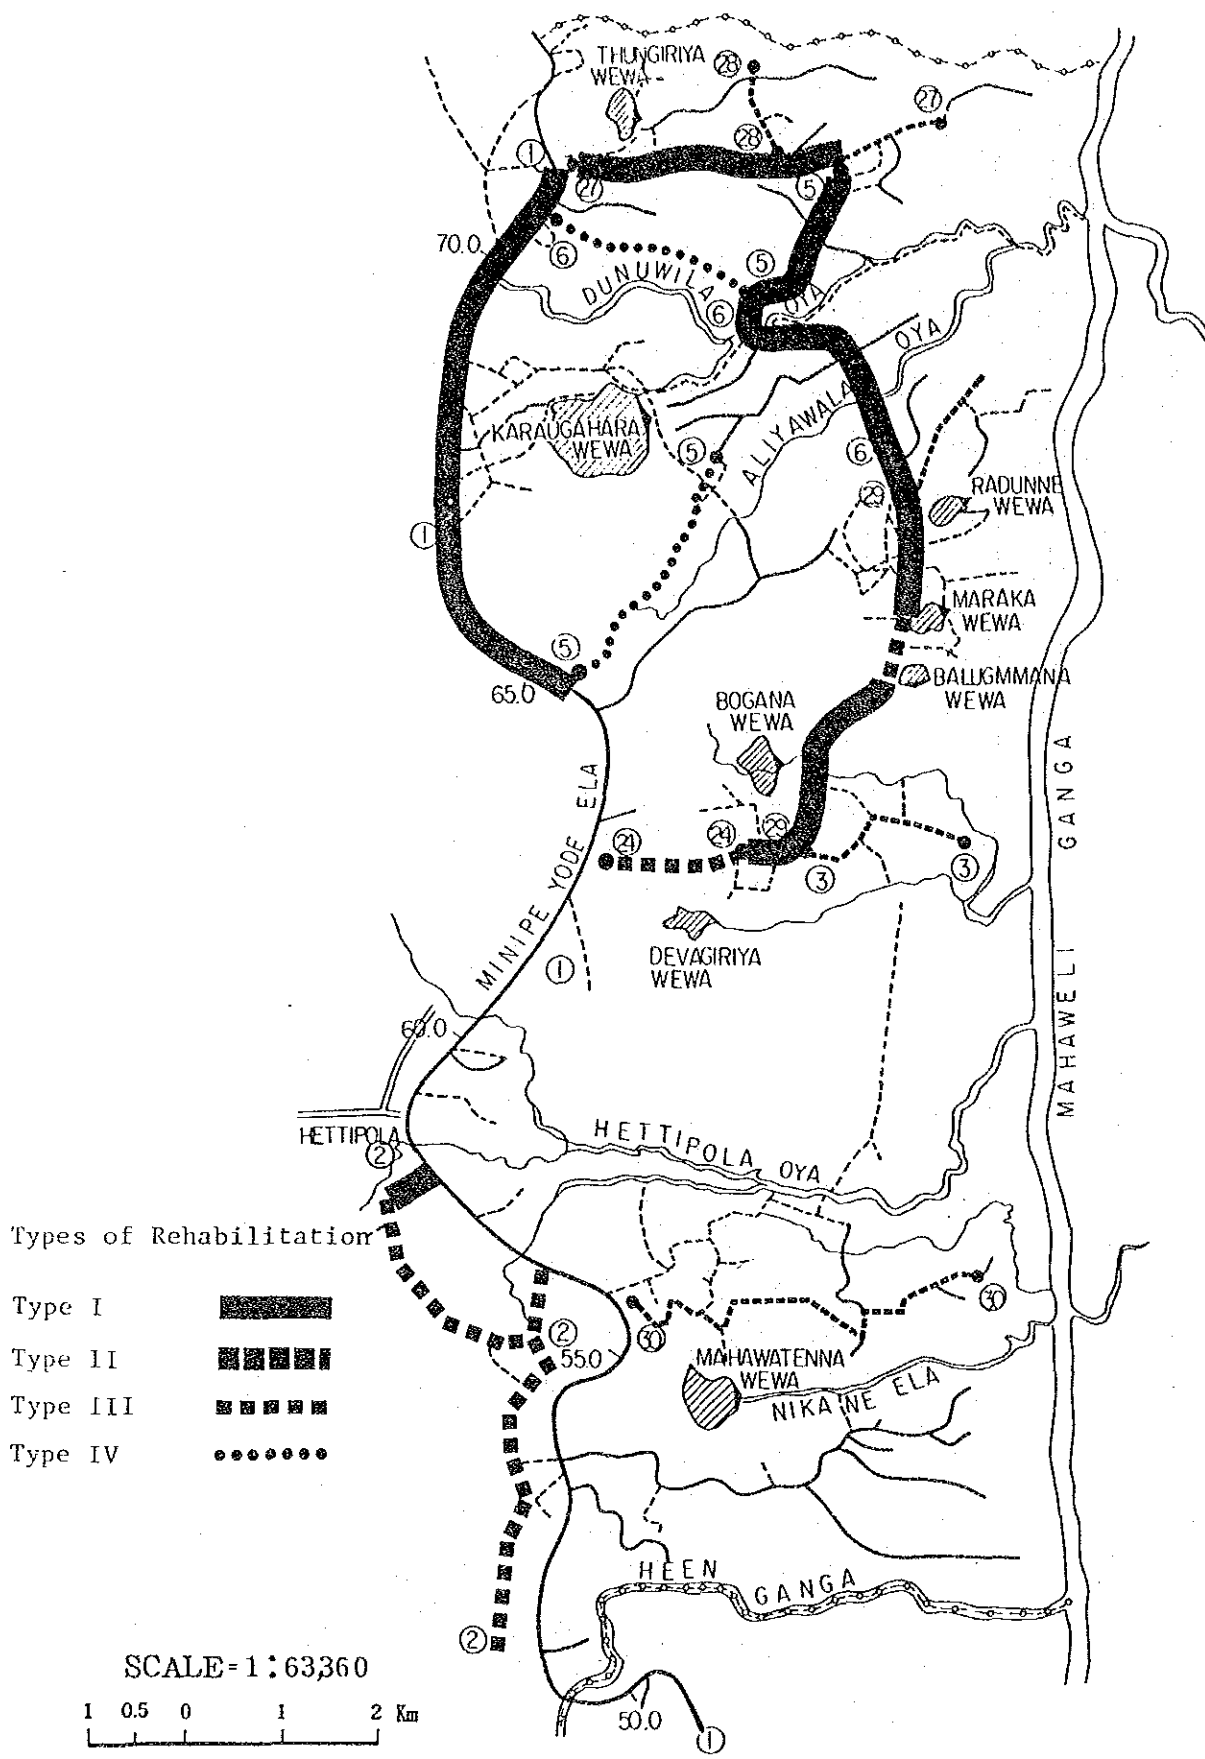 THUNGIRIYA
WEWA
28
27
1
28
27
5
70.0
6
5
DUNUWILA
OYA
6
OYA
ALIYAWALA
KARAUGAHARA
WEWA
5
6
29
RADUNNE
WEWA
1
MARAKA
WEWA
5
65.0
BALUGMMANA
WEWA
BOGANA
WEWA
MINIPE YODE ELA
MAHAWELI GANGA
24
24
29
3
3
DEVAGIRIYA
WEWA
1
60.0
HETTIPOLA
HETTIPOLA OYA
2
Types of Rehabilitation
Type I
Type II
Type III
Type IV
30
30
2
55.0
MAHAWATENNA
WEWA
NIKANE ELA
HEEN GANGA
2
SCALE=1:63,360
1 0.5 0 1 2 Km
50.0
1